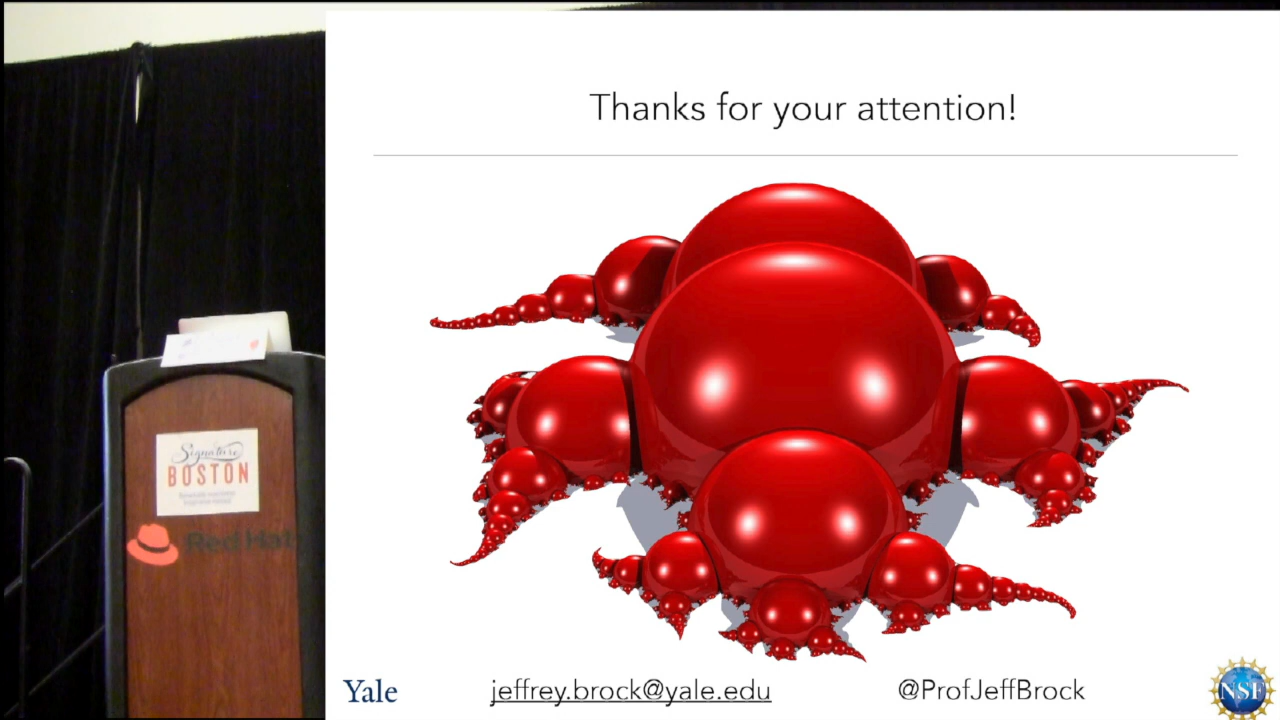 Thanks for your attention!
Signature
BOSTON
Red Hat
Yale
jeffrey.brock@yale.edu
@ProfJeffBrock
NSF